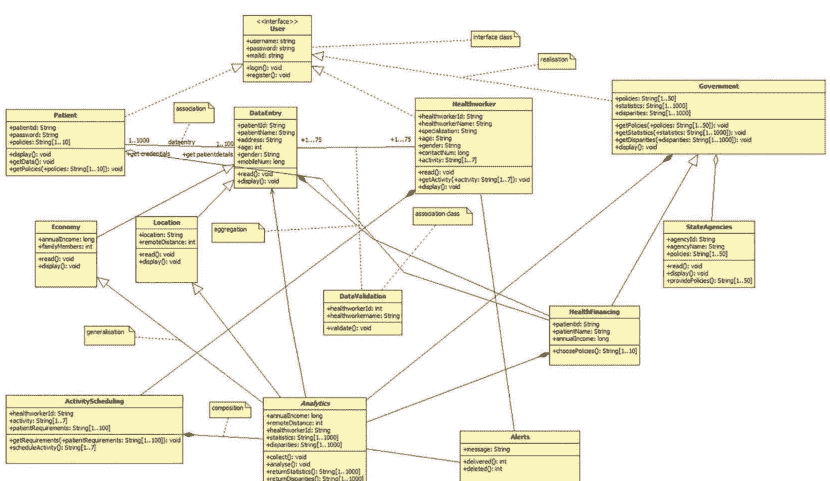 <<interface>>
User
+username: string
+password: string
+mailid: string
+login(): void
+register(): void
interface class
realisation
Patient
+patientId: String
+password: String
+policies: String[1..10]
+display(): void
+getData(): void
+getPolicies(+policies: String[1..10]): void
association
1..1000
dataentry
1..100
+get credentials
+get patientdetails
DataEntry
+patientId: String
+patientName: String
+address: String
+age: int
+gender: String
+mobileNum: long
+read(): void
+display(): void
+1...75
+1...75
Healthworker
+healthworkerId: String
+healthworkerName: String
+specialization: String
+age: String
+gender: String
+contactNum: long
+activity: String[1..7]
+read(): void
+getActivity(+activity: String[1..7]): void
+display(): void
Government
+policies: String[1..50]
+statistics: String[1..1000]
+disparities: String[1..1000]
+getPolicies(+policies: String[1..50]): void
+getStatistics(+statistics: String[1..1000]): void
+getDisparities(+disparities: String[1..1000]): void
+display(): void
Economy
+annualIncome: long
+familyMembers: int
+read(): void
+display(): void
Location
+location: String
+remoteDistance: int
+read(): void
+display(): void
aggregation
association class
StateAgencies
+agencyId: String
+agencyName: String
+policies: String[1..50]
+read(): void
+display(): void
+providePolicies(): String[1..50]
DataValidation
+healthworkerId: int
+healthworkername: String
+validate(): void
HealthFinancing
+patientId: String
+patientName: String
+annualIncome: long
+choosePolicies(): String[1..10]
generalisation
ActivityScheduling
+healthworkerId: String
+activity: String[1..7]
+patientRequirements: String[1..100]
+getRequirements(+patientRequirements: String[1..100]): void
+scheduleActivity(): String[1..7]
composition
Analytics
+annualIncome: long
+remoteDistance: int
+healthworkerId: String
+statistics: String[1..1000]
+disparities: String[1..1000]
+collect(): void
+analyse(): void
+returnStatistics(): String[1..1000]
+returnDisparities(): String[1..1000]
Alerts
+message: String
+delivered(): int
+deleted(): int